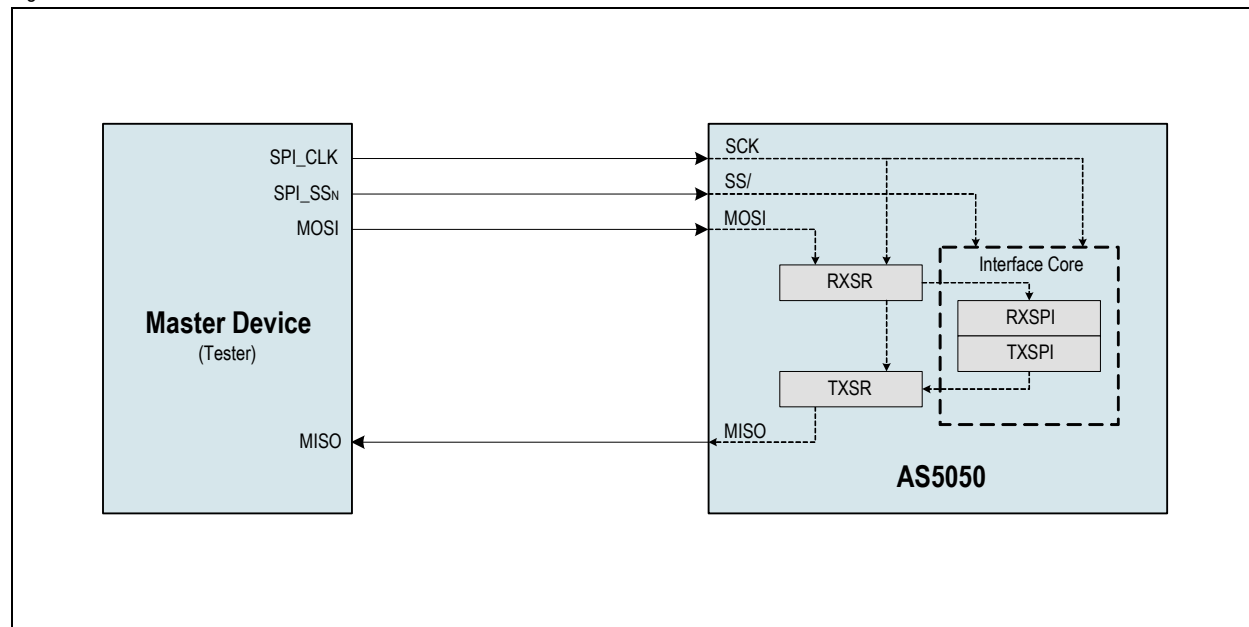 SPI_CLK
SPI_SSN
MOSI
Master Device
(Tester)
MISO
SCK
SS/
MOSI
Interface Core
RXSR
RXSPI
TXSPI
TXSR
MISO
AS5050